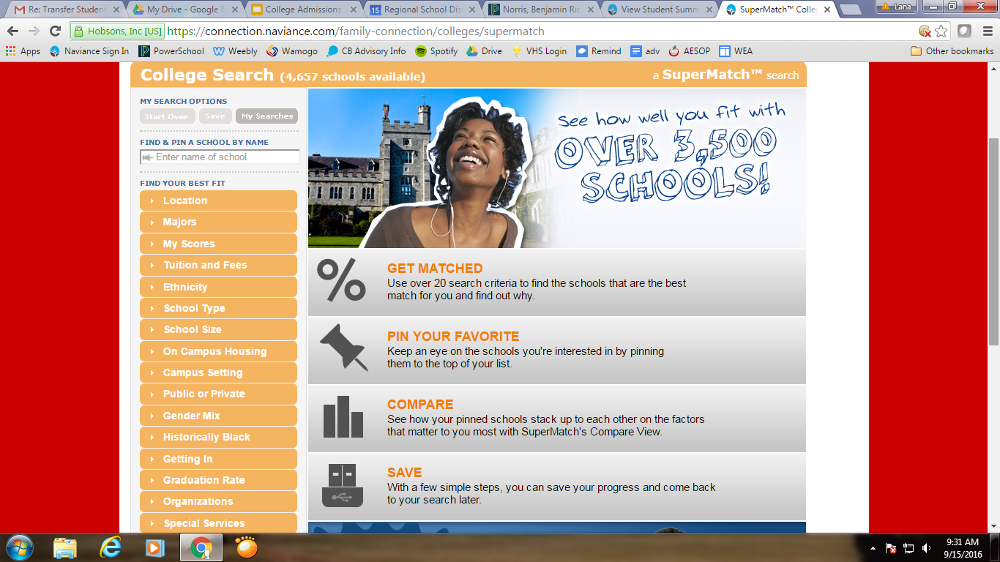 Re: Transfer Student
My Drive - Google D
College Admissions
Regional School Dis
Norris, Benjamin Ric
View Student Summ
SuperMatch™ Colle
Lana
Hobsons, Inc [US]
https://connection.naviance.com/family-connection/colleges/supermatch
Apps
Naviance Sign In
PowerSchool
Weebly
Wamogo
CB Advisory Info
Spotify
Drive
VHS Login
Remind
adv
AESOP
WEA
Other bookmarks
College Search (4,657 schools available)
a SuperMatch™ search
MY SEARCH OPTIONS
Start Over
Save
My Searches
FIND & PIN A SCHOOL BY NAME
Enter name of school
FIND YOUR BEST FIT
Location
Majors
My Scores
Tuition and Fees
Ethnicity
School Type
School Size
On Campus Housing
Campus Setting
Public or Private
Gender Mix
Historically Black
Getting In
Graduation Rate
Organizations
Special Services
See how well you fit with
OVER 3,500
SCHOOLS!
%
GET MATCHED
Use over 20 search criteria to find the schools that are the best
match for you and find out why.
PIN YOUR FAVORITE
Keep an eye on the schools you're interested in by pinning
them to the top of your list.
COMPARE
See how your pinned schools stack up to each other on the factors
that matter to you most with SuperMatch's Compare View.
SAVE
With a few simple steps, you can save your progress and come back
to your search later.
9:31 AM
9/15/2016